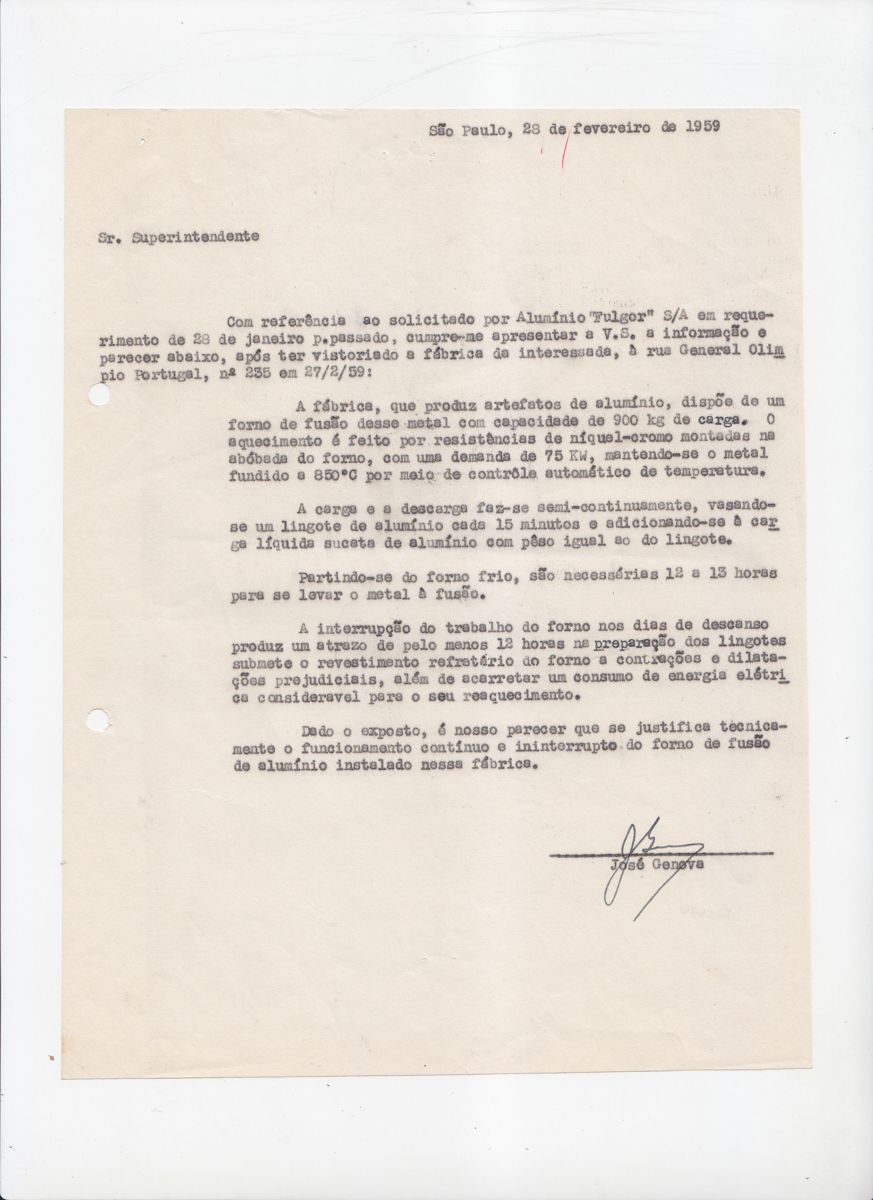 São Paulo, 28 de fevereiro de 1959
Sr. Superintendente
Com referência ao solicitado por Alumínio "Fulgor" S/A em reque-
rimento de 28 de janeiro p.passado, cumpre-me apresentar a V.S. a informação e
parecer abaixo, após ter vistoriado a fábrica da interessada, à rua General Olim
pio Portugal, nº 235 em 27/2/59:
A fábrica, que produz artefatos de alumínio, dispõe de um
forno de fusão desse metal com capacidade de 900 kg de carga. O
aquecimento é feito por resistências de níquel-cromo montadas na
abóbada do forno, com uma demanda de 75 KW, mantendo-se o metal
fundido a 850°C por meio de contrôle automático de temperatura.
A carga e a descarga faz-se semi-continuamente, vasando-
se um lingote de alumínio cada 15 minutos e adicionando-se à car
ga líquida sucata de alumínio com pêso igual ao do lingote.
Partindo-se do forno frio, são necessárias 12 a 13 horas
para se levar o metal à fusão.
A interrupção do trabalho do forno nos dias de descanso
produz um atrazo de pelo menos 12 horas na preparação dos lingotes
submete o revestimento refratério do forno a contrações e dilata-
ções prejudiciais, além de acarretar um consumo de energia elétri
ca consideravel para o seu reaquecimento.
Dado o exposto, é nosso parecer que se justifica tècnica-
mente o funcionamento contínuo e ininterrupto do forno de fusão
de alumínio instalado nessa fábrica.
José Genova